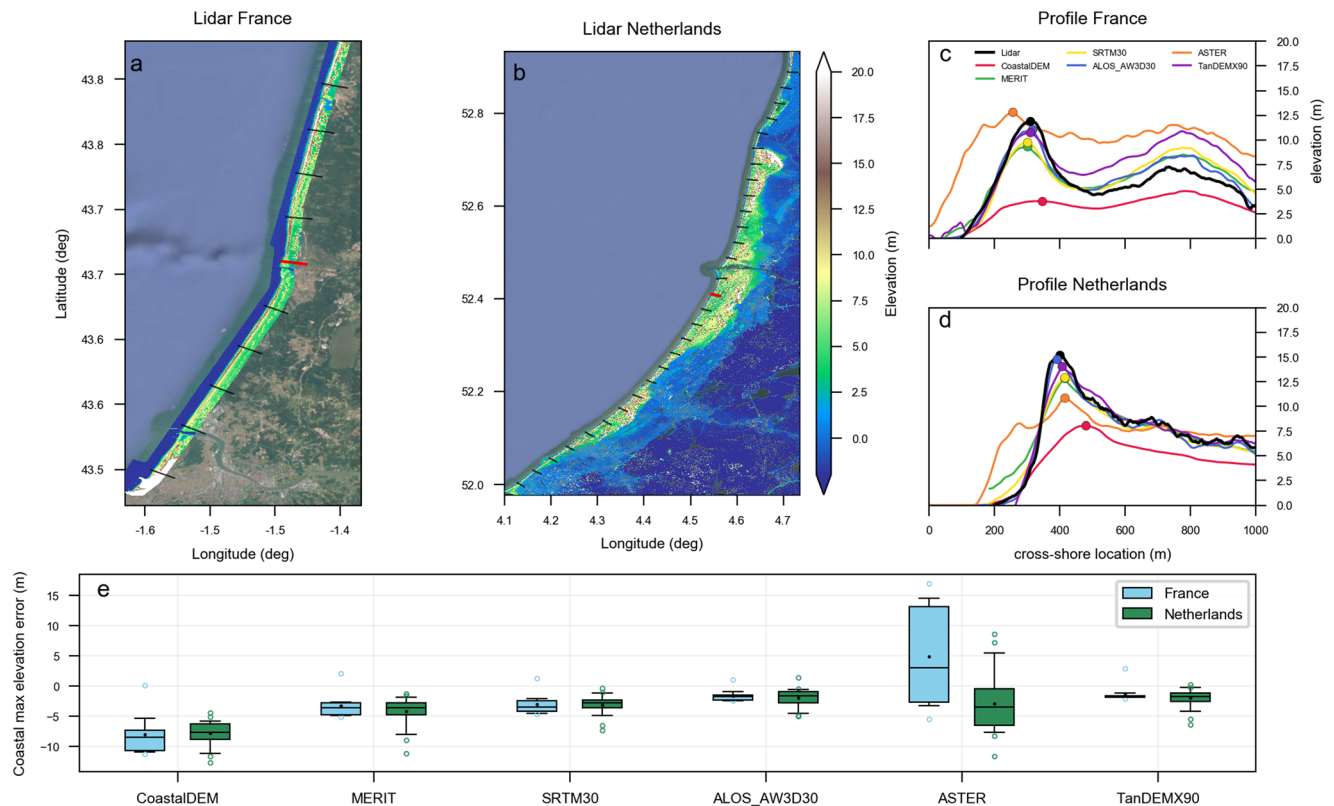 Lidar France
Lidar Netherlands
Profile France
a
43.8
43.8
43.7
43.7
43.6
43.6
43.5
Latitude (deg)
-1.6
-1.5
-1.5
-1.4
Longitude (deg)
b
52.8
52.6
52.4
52.2
52.0
4.1
4.2
4.3
4.4
4.5
4.6
4.7
Longitude (deg)
20.0
17.5
15.0
12.5
10.0
7.5
5.0
2.5
0.0
Elevation (m)
c
Lidar
CoastalDEM
MERIT
SRTM30
ALOS_AW3D30
ASTER
TanDEMX90
20.0
17.5
15.0
12.5
10.0
7.5
5.0
2.5
0.0
elevation (m)
Profile Netherlands
d
20.0
17.5
15.0
12.5
10.0
7.5
5.0
2.5
0.0
0
200
400
600
800
1000
cross-shore location (m)
e
Coastal max elevation error (m)
15
10
5
0
−5
−10
France
Netherlands
CoastalDEM
MERIT
SRTM30
ALOS_AW3D30
ASTER
TanDEMX90